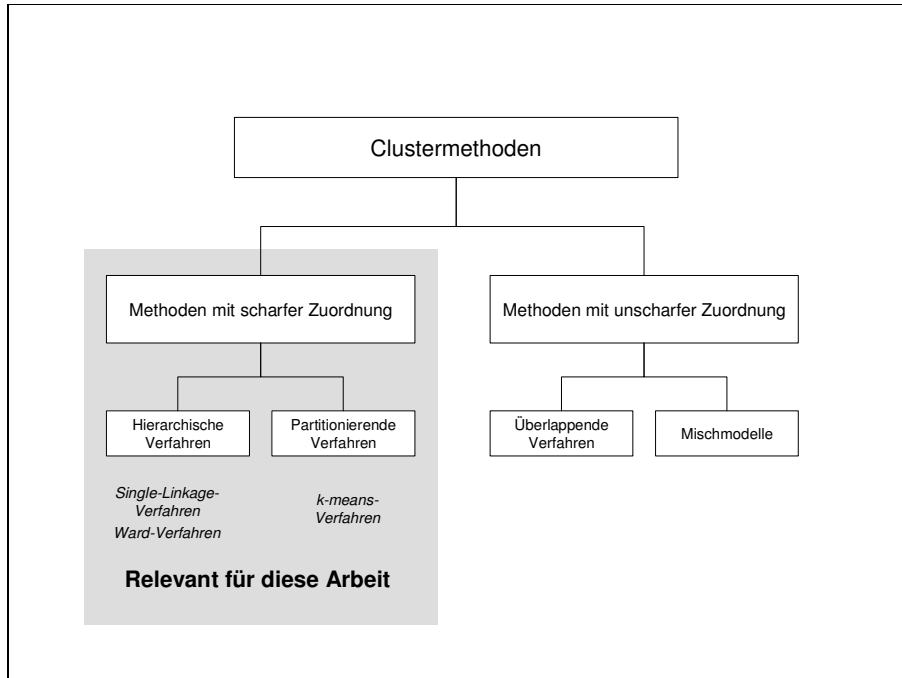 Clustermethoden
Methoden mit scharfer Zuordnung
Methoden mit unscharfer Zuordnung
Hierarchische
Verfahren
Partitionierende
Verfahren
Überlappende
Verfahren
Mischmodelle
Single-Linkage-
Verfahren
Ward-Verfahren
k-means-
Verfahren
Relevant für diese Arbeit